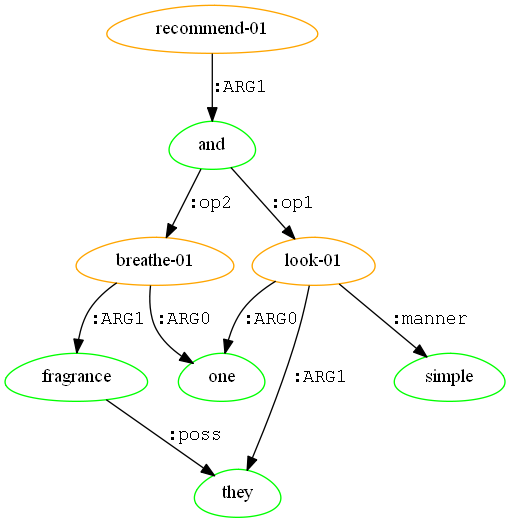 recommend-01
:ARG1
and
:op2 :op1
breathe-01 look-01
:ARG1 :ARG0 :ARG0 :manner
fragrance one :ARG1 simple
:poss
they